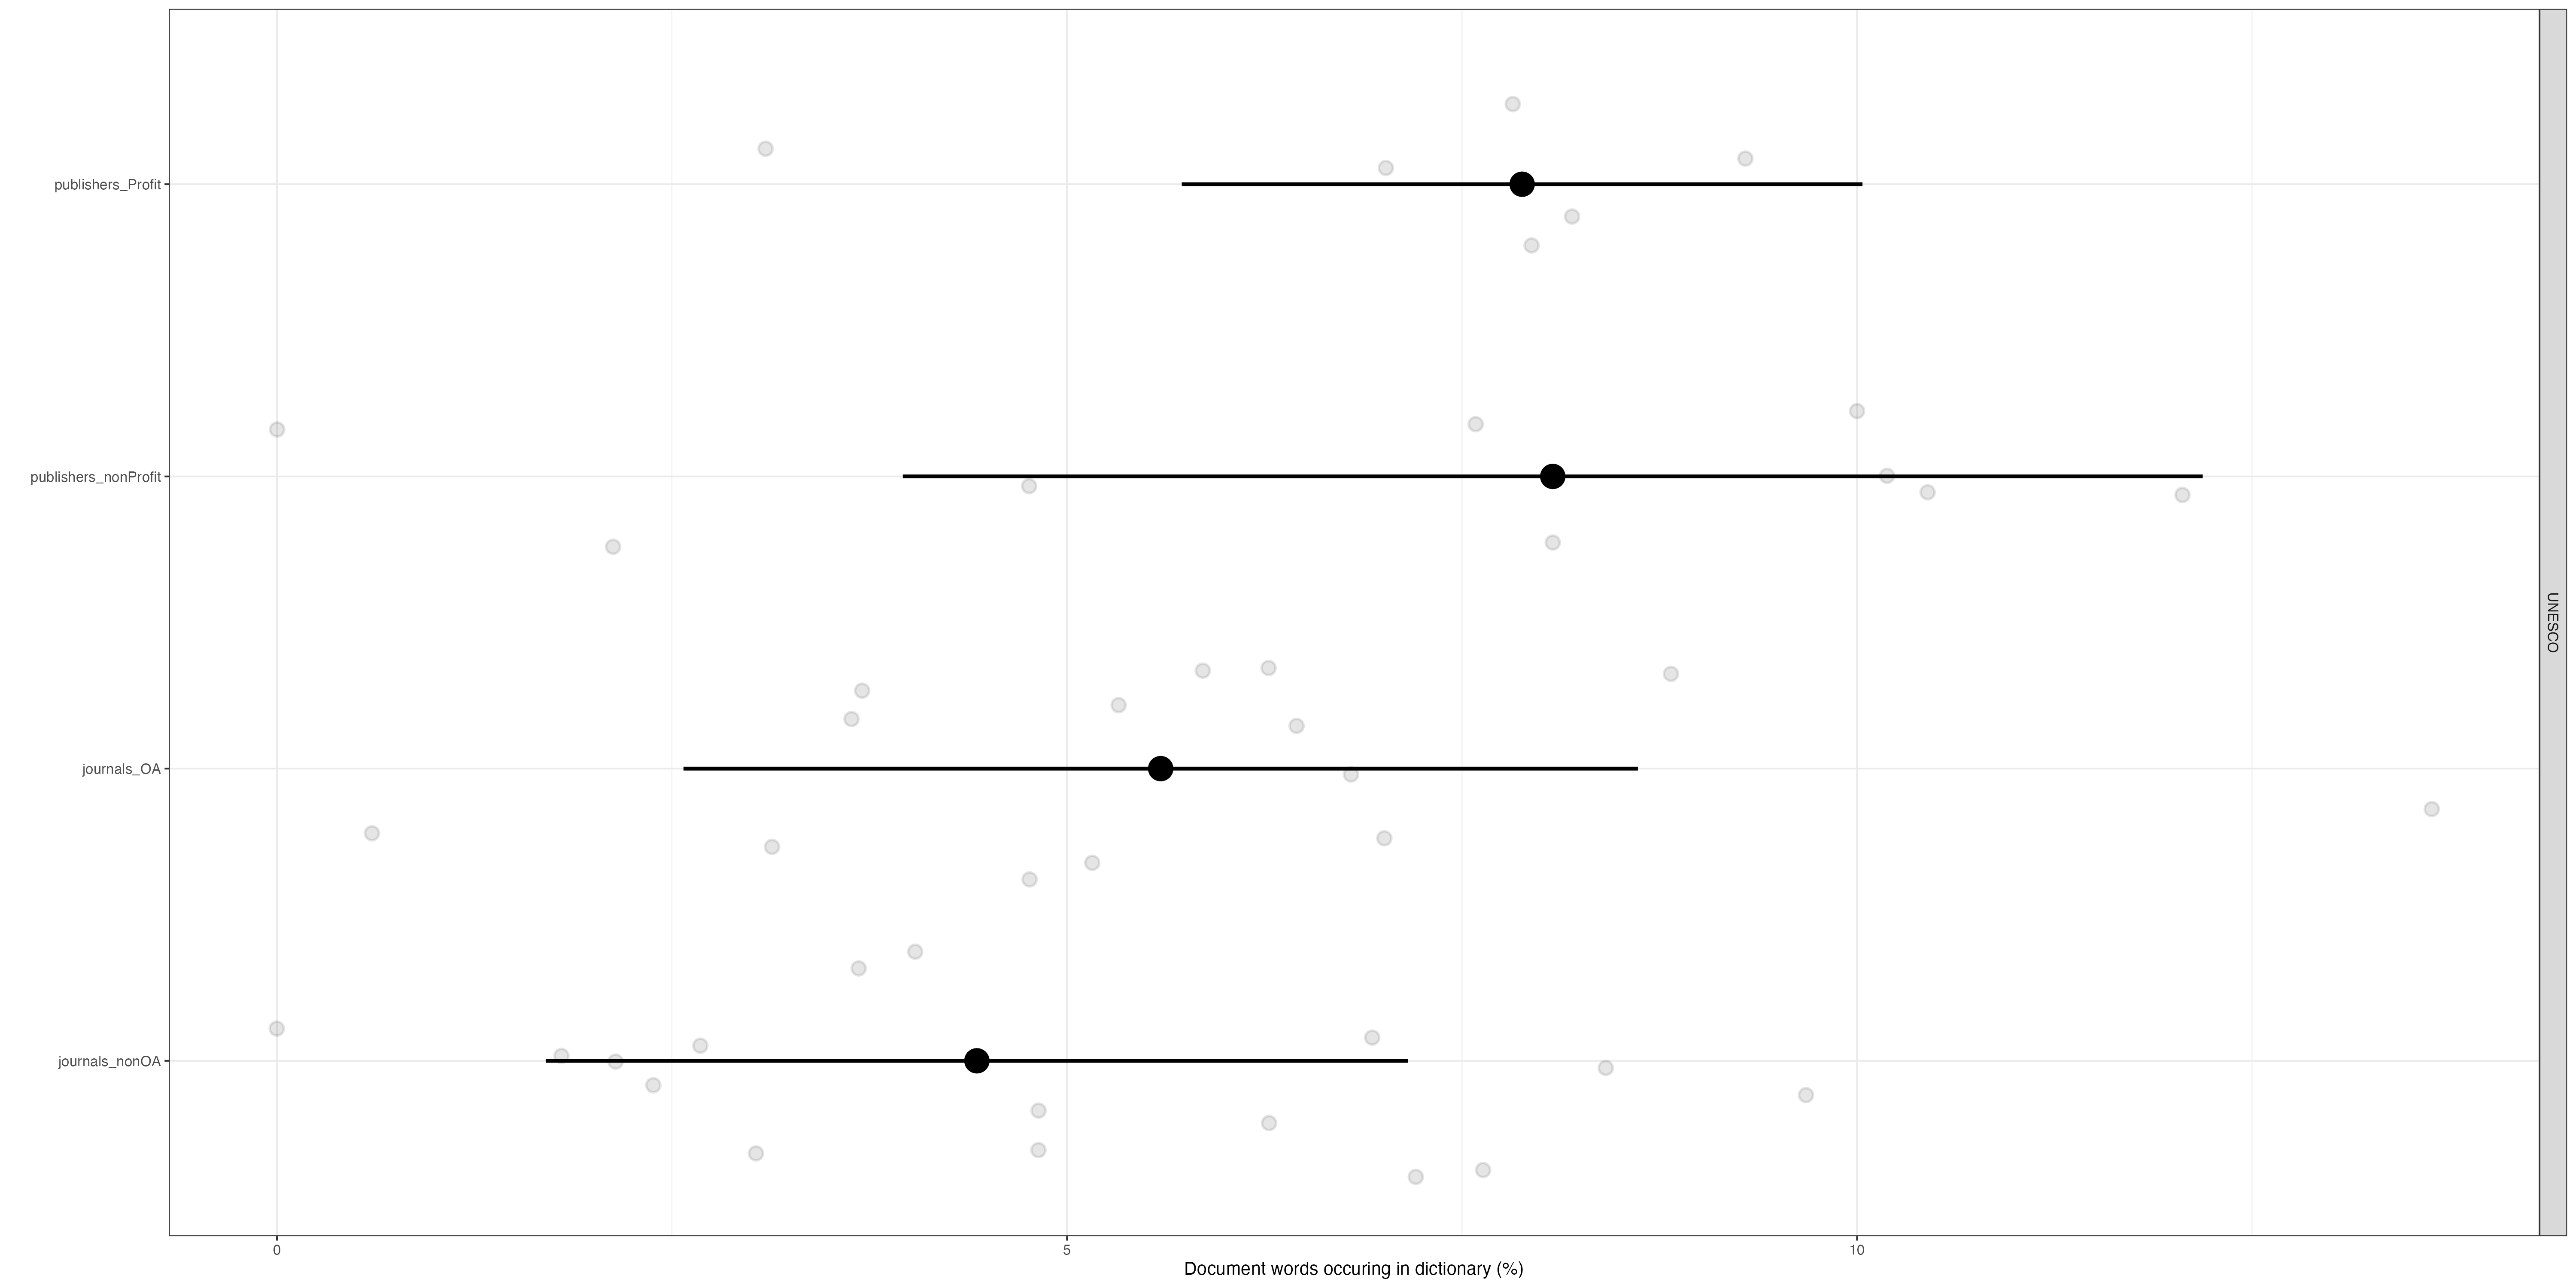 publishers_Profit
publishers_nonProfit
journals_OA
journals_nonOA
UNESCO
0
5
10
Document words occuring in dictionary (%)